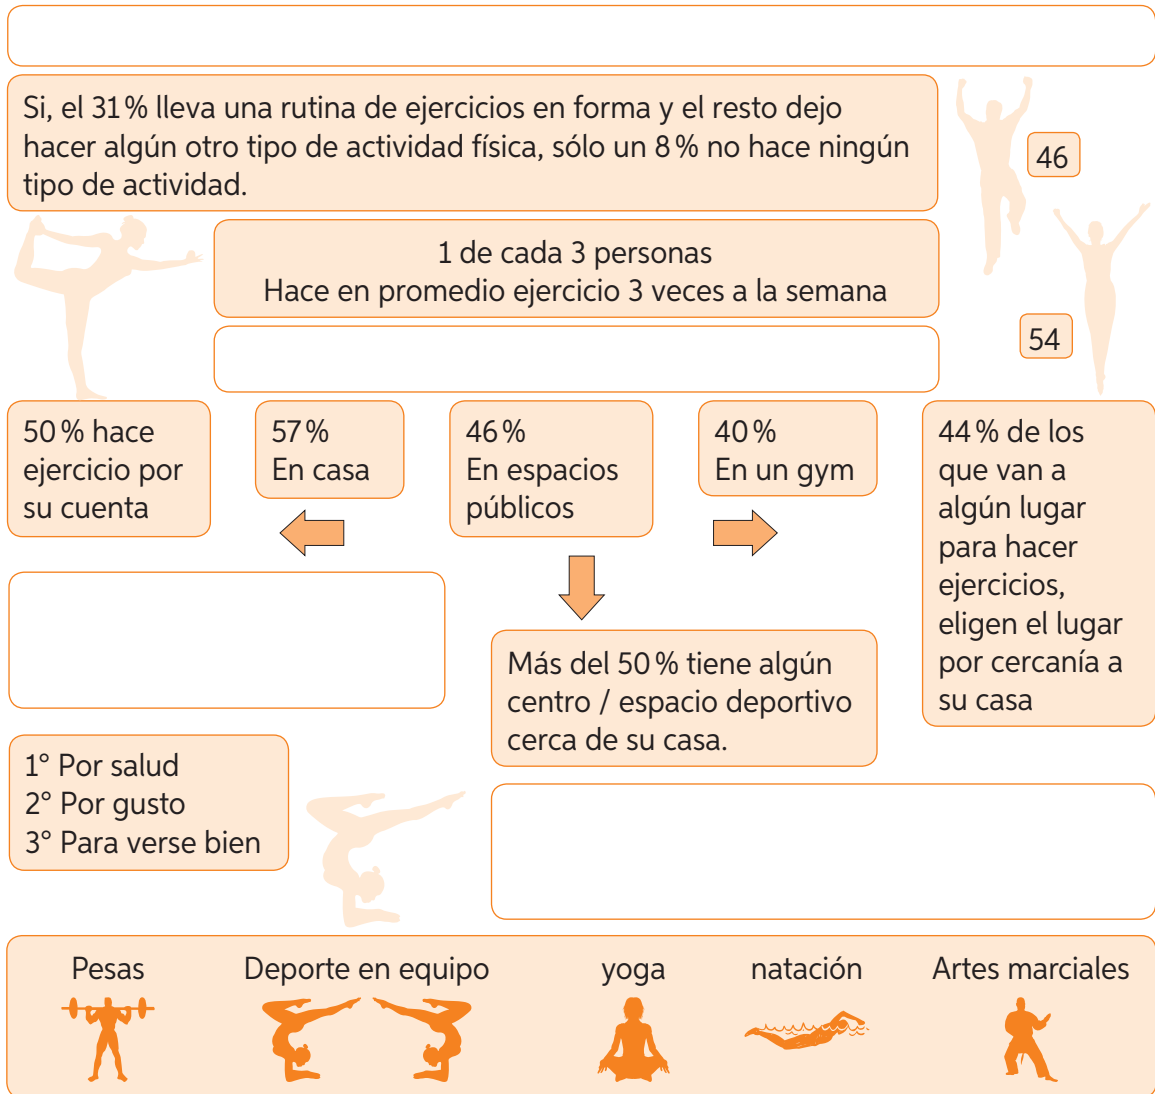 Si, el 31 % lleva una rutina de ejercicios en forma y el resto dejo
hacer algún otro tipo de actividad física, sólo un 8 % no hace ningún
tipo de actividad.
46
1 de cada 3 personas
Hace en promedio ejercicio 3 veces a la semana
54
50 % hace
ejercicio por
su cuenta
57 %
En casa
46 %
En espacios
públicos
40 %
En un gym
44 % de los
que van a
algún lugar
para hacer
ejercicios,
eligen el lugar
por cercanía a
su casa
Más del 50 % tiene algún
centro / espacio deportivo
cerca de su casa.
1° Por salud
2° Por gusto
3° Para verse bien
Pesas
Deporte en equipo
yoga
natación
Artes marciales